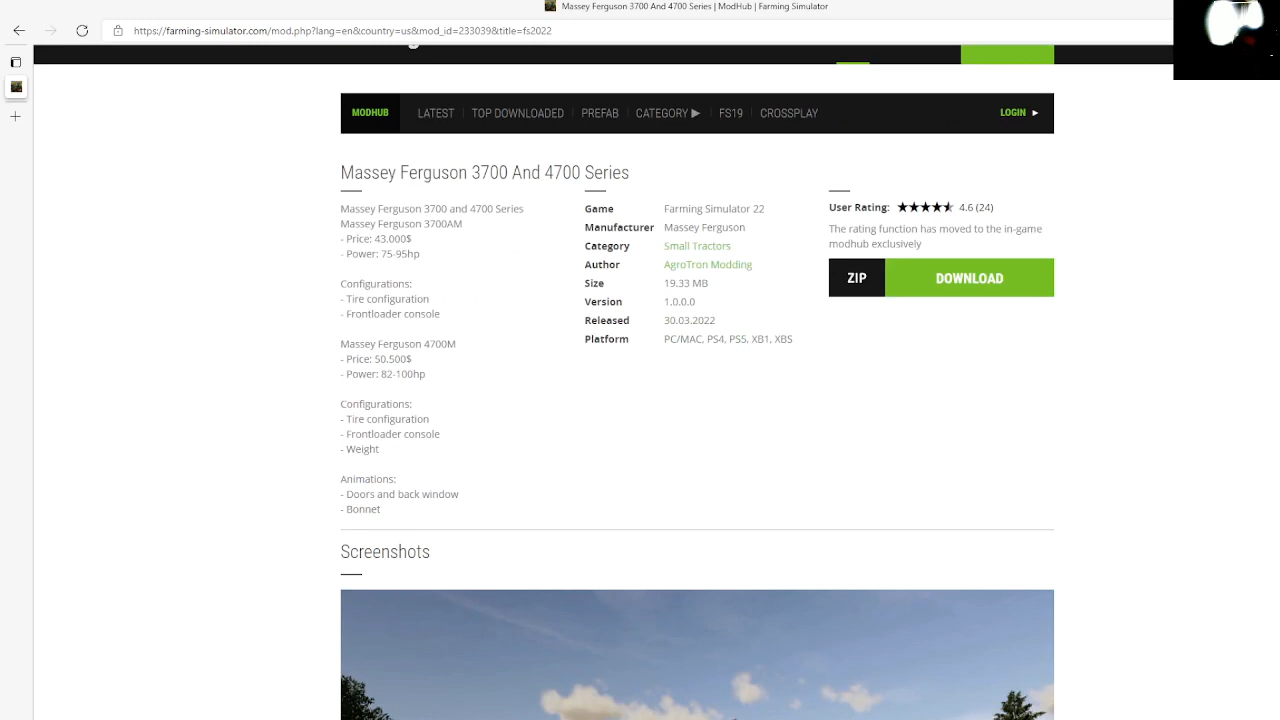 Massey Ferguson 3700 And 4700 Series | ModHub | Farming Simulator
https://farming-simulator.com/mod.php?lang=en&country=us&mod_id=233039&title=fs2022
MODHUB LATEST TOP DOWNLOADED PREFAB CATEGORY ▶ FS19 CROSSPLAY LOGIN ►
Massey Ferguson 3700 And 4700 Series
Massey Ferguson 3700 and 4700 Series
Massey Ferguson 3700AM
- Price: 43.000$
- Power: 75-95hp
Configurations:
- Tire configuration
- Frontloader console
Massey Ferguson 4700M
- Price: 50.500$
- Power: 82-100hp
Configurations:
- Tire configuration
- Frontloader console
- Weight
Animations:
- Doors and back window
- Bonnet
Game Farming Simulator 22
Manufacturer Massey Ferguson
Category Small Tractors
Author AgroTron Modding
Size 19.33 MB
Version 1.0.0.0
Released 30.03.2022
Platform PC/MAC, PS4, PS5, XB1, XBS
User Rating: 4.6 (24)
The rating function has moved to the in-game
modhub exclusively
ZIP DOWNLOAD
Screenshots